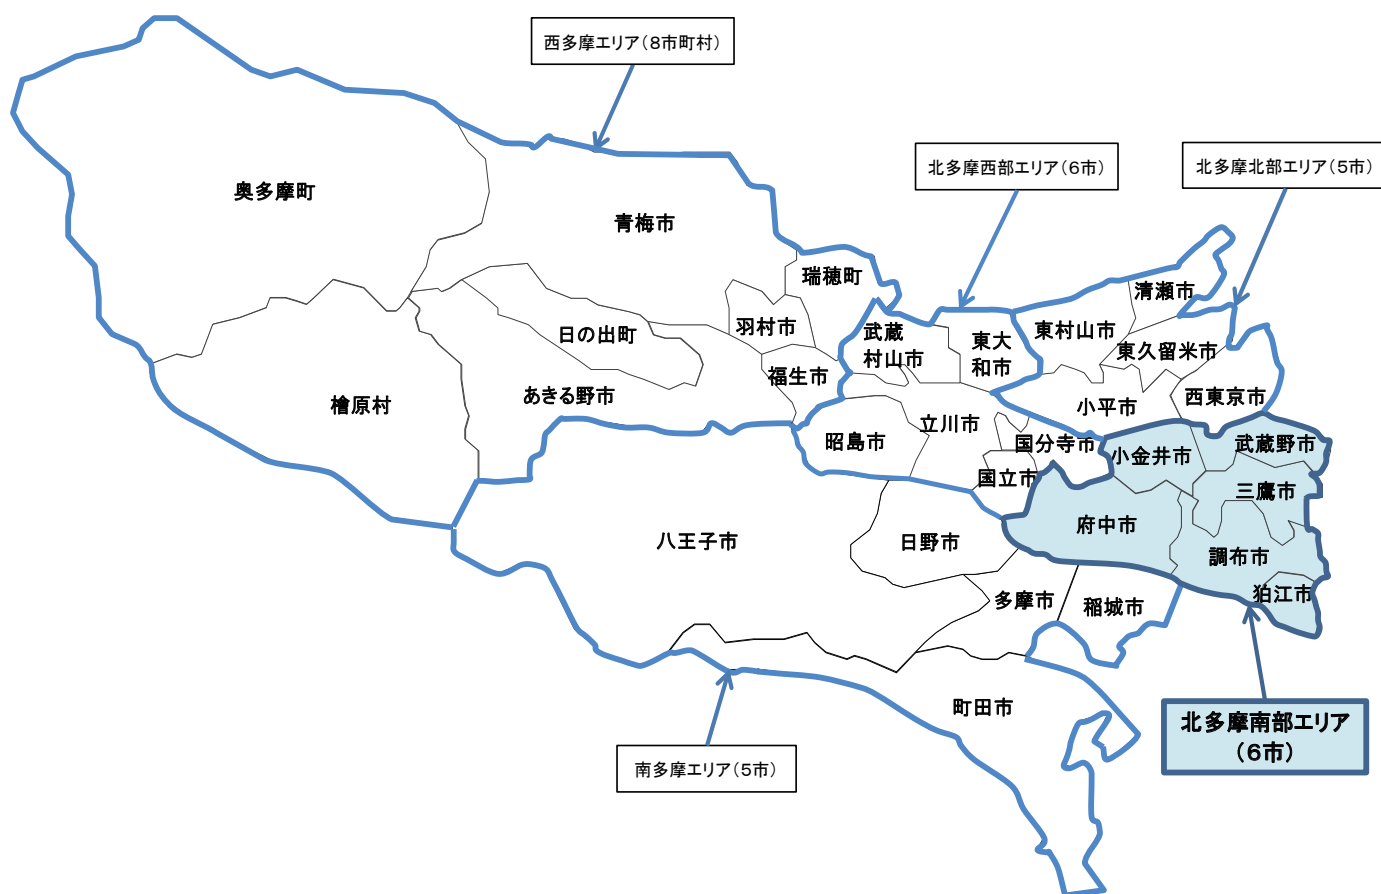 西多摩エリア（８市町村）
北多摩西部エリア（６市）
北多摩北部エリア（５市）
奥多摩町
青梅市
瑞穂町
清瀬市
羽村市
日の出町
武蔵
村山市
東大
和市
東村山市
東久留米市
福生市
あきる野市
檜原村
西東京市
小平市
昭島市
立川市
国分寺市
小金井市
武蔵野市
国立市
三鷹市
府中市
八王子市
日野市
調布市
狛江市
多摩市
稲城市
町田市
北多摩南部エリア
（６市）
南多摩エリア（５市）